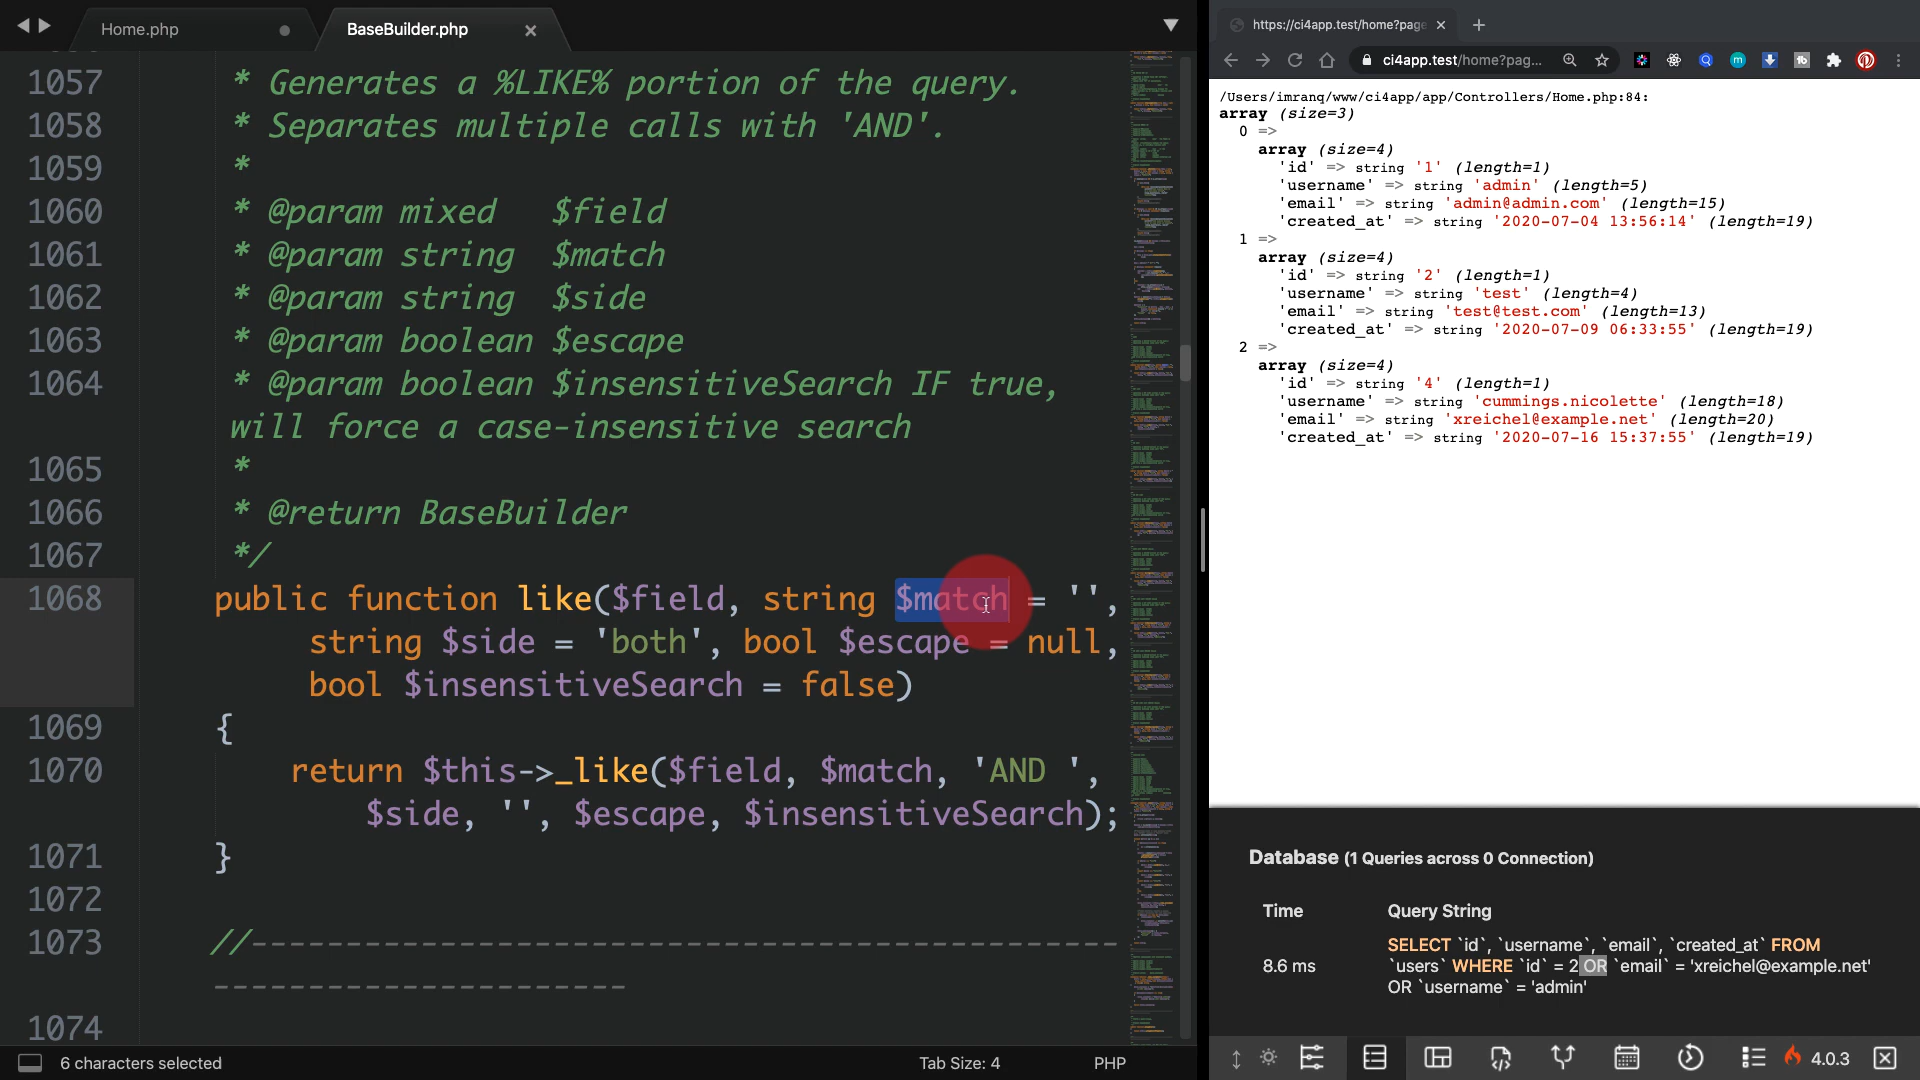 Home.php
BaseBuilder.php
1057 * Generates a %LIKE% portion of the query.
1058 * Separates multiple calls with 'AND'.
1059 *
1060 * @param mixed $field
1061 * @param string $match
1062 * @param string $side
1063 * @param boolean $escape
1064 * @param boolean $insensitiveSearch IF true,
will force a case-insensitive search
1065 *
1066 * @return BaseBuilder
1067 */
1068 public function like($field, string $match = '',
string $side = 'both', bool $escape = null,
bool $insensitiveSearch = false)
1069 {
1070 return $this->_like($field, $match, 'AND ',
$side, '', $escape, $insensitiveSearch);
1071 }
1072
1073 //----------------------------------------------
----------------------
1074
6 characters selected
Tab Size: 4
PHP
https://ci4app.test/home?page
ci4app.test/home?pag...
/Users/imranq/www/ci4app/app/Controllers/Home.php:84:
array (size=3)
0 =>
array (size=4)
'id' => string '1' (length=1)
'username' => string 'admin' (length=5)
'email' => string 'admin@admin.com' (length=15)
'created_at' => string '2020-07-04 13:56:14' (length=19)
1 =>
array (size=4)
'id' => string '2' (length=1)
'username' => string 'test' (length=4)
'email' => string 'test@test.com' (length=13)
'created_at' => string '2020-07-09 06:33:55' (length=19)
2 =>
array (size=4)
'id' => string '4' (length=1)
'username' => string 'cummings.nicolette' (length=18)
'email' => string 'xreichel@example.net' (length=20)
'created_at' => string '2020-07-16 15:37:55' (length=19)
Database (1 Queries across 0 Connection)
Time Query String
SELECT `id`, `username`, `email`, `created_at` FROM
8.6 ms `users` WHERE `id` = 2 OR `email` = 'xreichel@example.net'
OR `username` = 'admin'
4.0.3